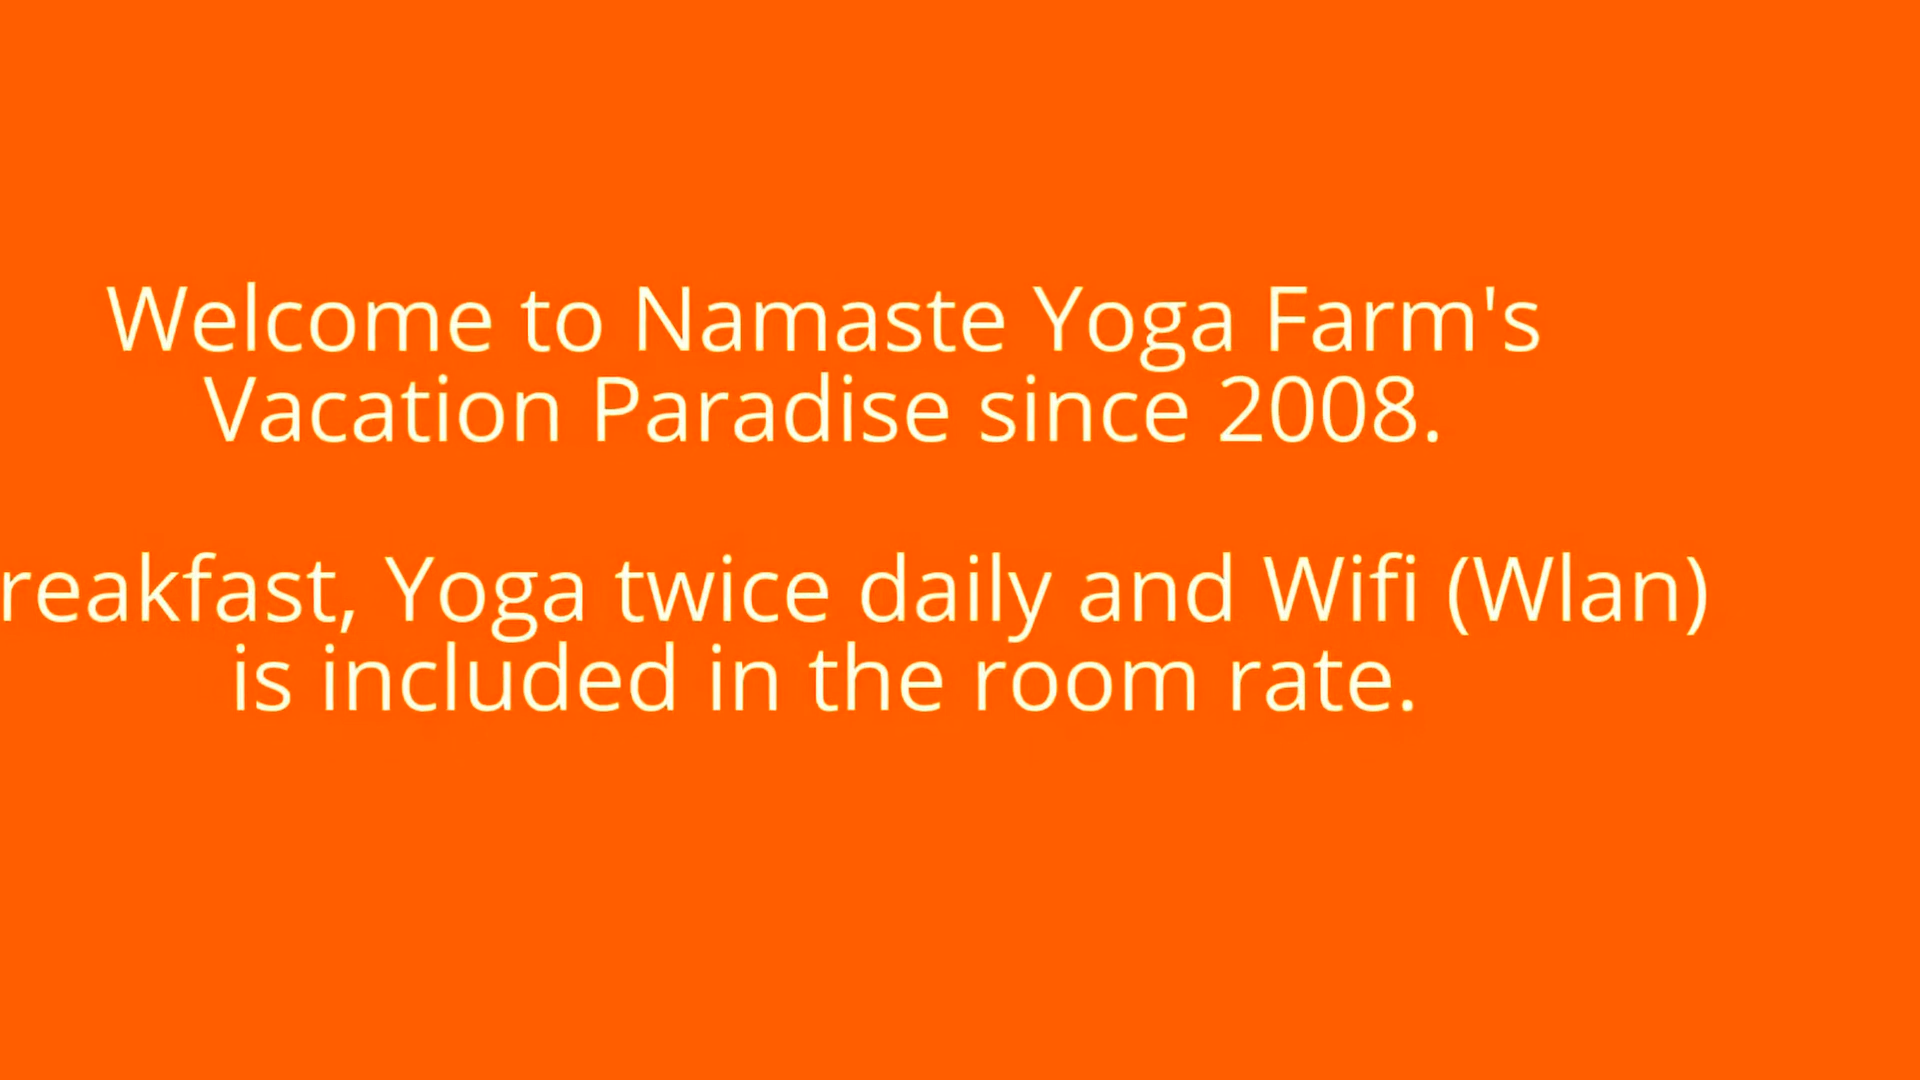 Welcome to Namaste Yoga Farm's
Vacation Paradise since 2008.
reakfast, Yoga twice daily and Wifi (Wlan)
is included in the room rate.